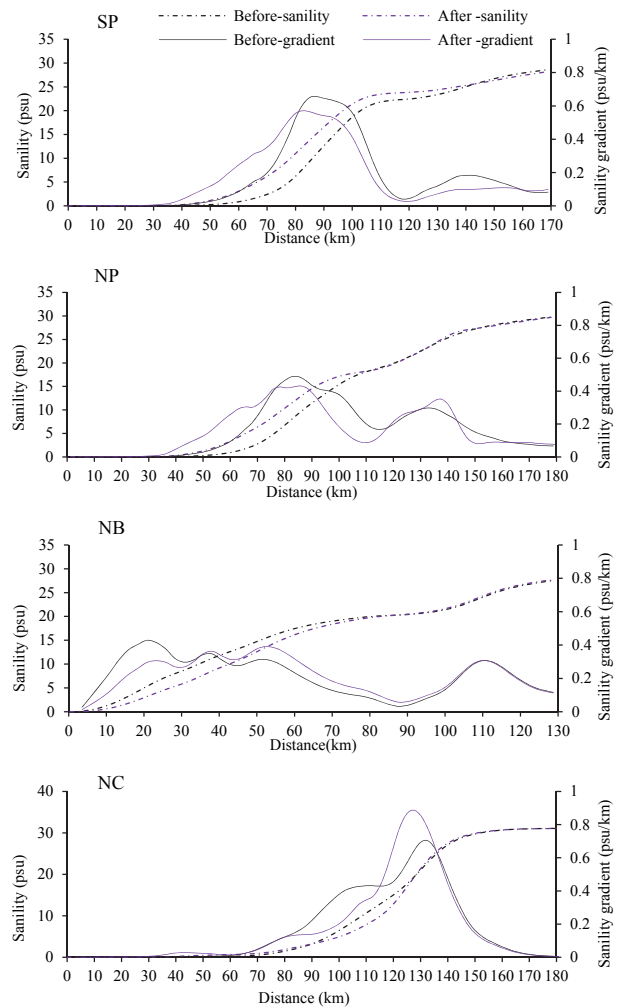 SP
Before-sanility After -sanility
Before-gradient After -gradient
35 30 25 20 15 10 5 0
Sanility (psu)
1 0.8 0.6 0.4 0.2 0
Sanility gradient (psu/km)
0 10 20 30 40 50 60 70 80 90 100 110 120 130 140 150 160 170
Distance (km)
NP
35 30 25 20 15 10 5 0
Sanility (psu)
1 0.8 0.6 0.4 0.2 0
Sanility gradient (psu/km)
0 10 20 30 40 50 60 70 80 90 100 110 120 130 140 150 160 170 180
Distance (km)
NB
35 30 25 20 15 10 5 0
Sanility (psu)
1 0.8 0.6 0.4 0.2 0
Sanility gradient (psu/km)
0 10 20 30 40 50 60 70 80 90 100 110 120 130
Distance(km)
NC
40 30 20 10 0
Sanility (psu)
1 0.8 0.6 0.4 0.2 0
Sanility gradient (psu/km)
0 10 20 30 40 50 60 70 80 90 100 110 120 130 140 150 160 170 180
Distance (km)